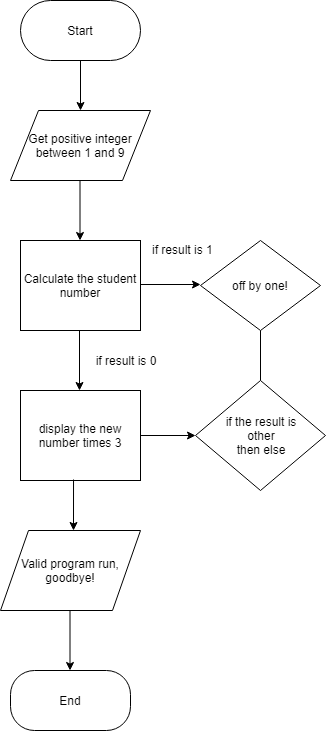 Start
Get positive integer
between 1 and 9
if result is 1
Calculate the student
number
off by one!
if result is 0
display the new
number times 3
if the result is
other
then else
Valid program run,
goodbye!
End